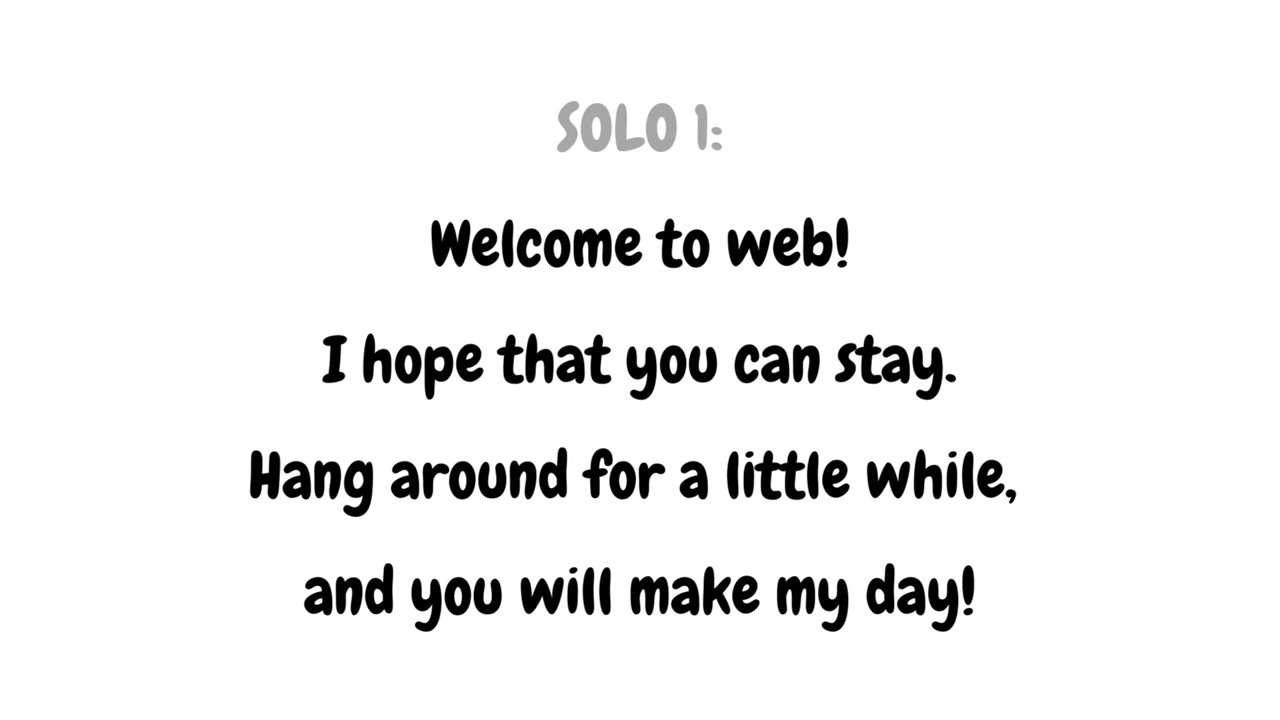 SOLO 1:
Welcome to web!
I hope that you can stay.
Hang around for a little while,
and you will make my day!